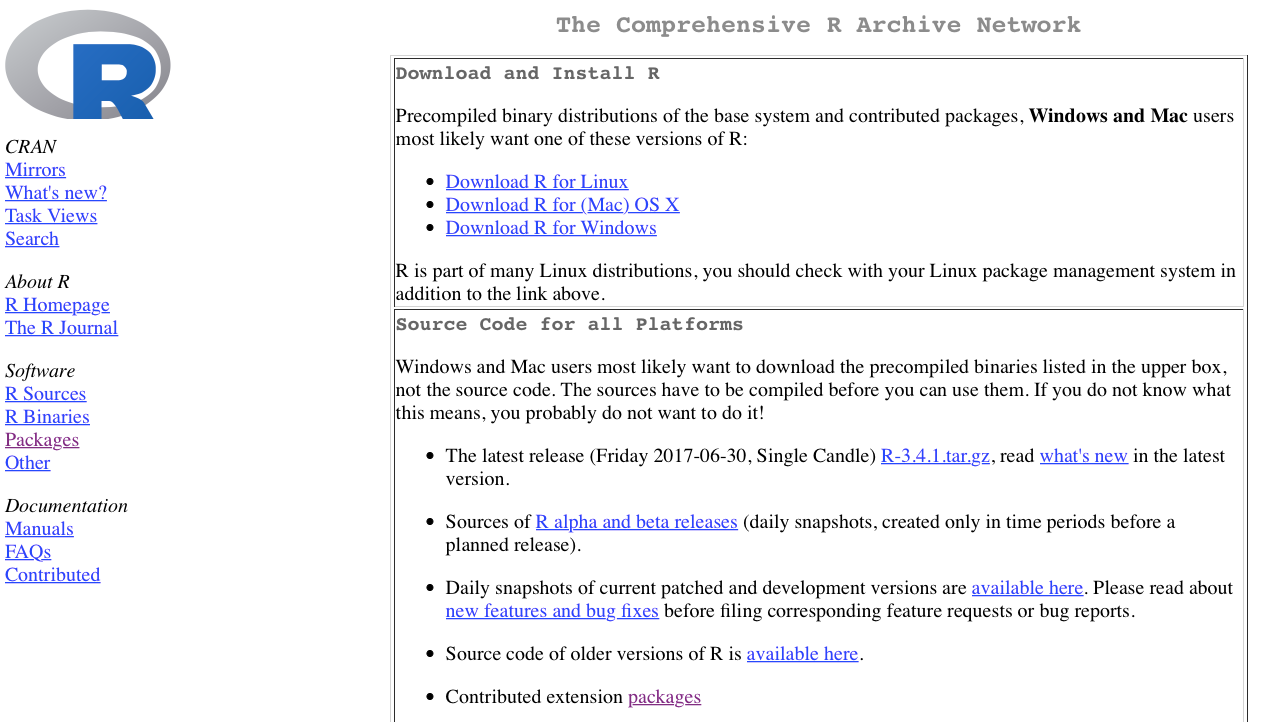 R
CRAN
Mirrors
What's new?
Task Views
Search
About R
R Homepage
The R Journal
Software
R Sources
R Binaries
Packages
Other
Documentation
Manuals
FAQs
Contributed
The Comprehensive R Archive Network
Download and Install R
Precompiled binary distributions of the base system and contributed packages, Windows and Mac users
most likely want one of these versions of R:
Download R for Linux
Download R for (Mac) OS X
Download R for Windows
R is part of many Linux distributions, you should check with your Linux package management system in
addition to the link above.
Source Code for all Platforms
Windows and Mac users most likely want to download the precompiled binaries listed in the upper box,
not the source code. The sources have to be compiled before you can use them. If you do not know what
this means, you probably do not want to do it!
The latest release (Friday 2017-06-30, Single Candle) R-3.4.1.tar.gz, read what's new in the latest
version.
Sources of R alpha and beta releases (daily snapshots, created only in time periods before a
planned release).
Daily snapshots of current patched and development versions are available here. Please read about
new features and bug fixes before filing corresponding feature requests or bug reports.
Source code of older versions of R is available here.
Contributed extension packages